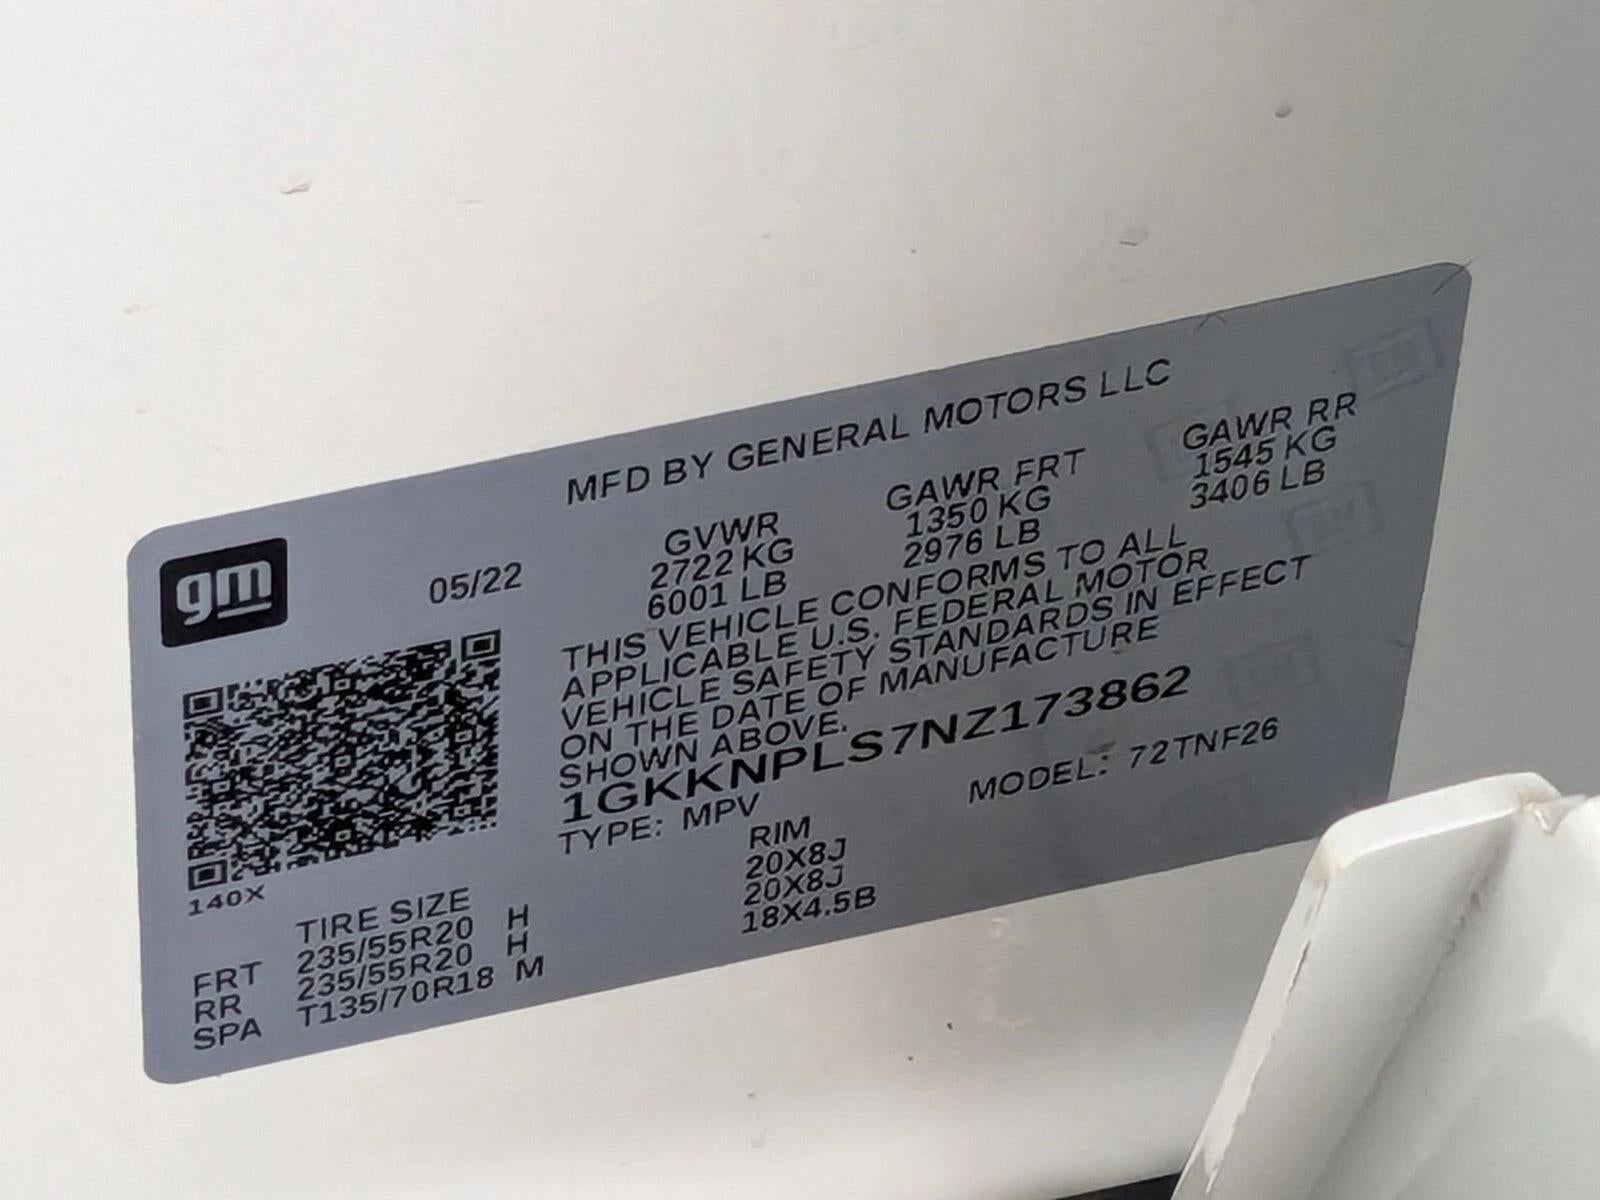 MFD BY GENERAL MOTORS LLC
gm
05/22
GVWR GAWR FRT GAWR RR
2722 KG 1350 KG 1545 KG
6001 LB 2976 LB 3406 LB
THIS VEHICLE CONFORMS TO ALL
APPLICABLE U.S. FEDERAL MOTOR
VEHICLE SAFETY STANDARDS IN EFFECT
ON THE DATE OF MANUFACTURE
SHOWN ABOVE.
1GKKNPLS7NZ173862
TYPE: MPV MODEL: 72TNF26
140X
TIRE SIZE RIM
FRT 235/55R20 H 20X8J
RR 235/55R20 H 20X8J
SPA T135/70R18 M 18X4.5B